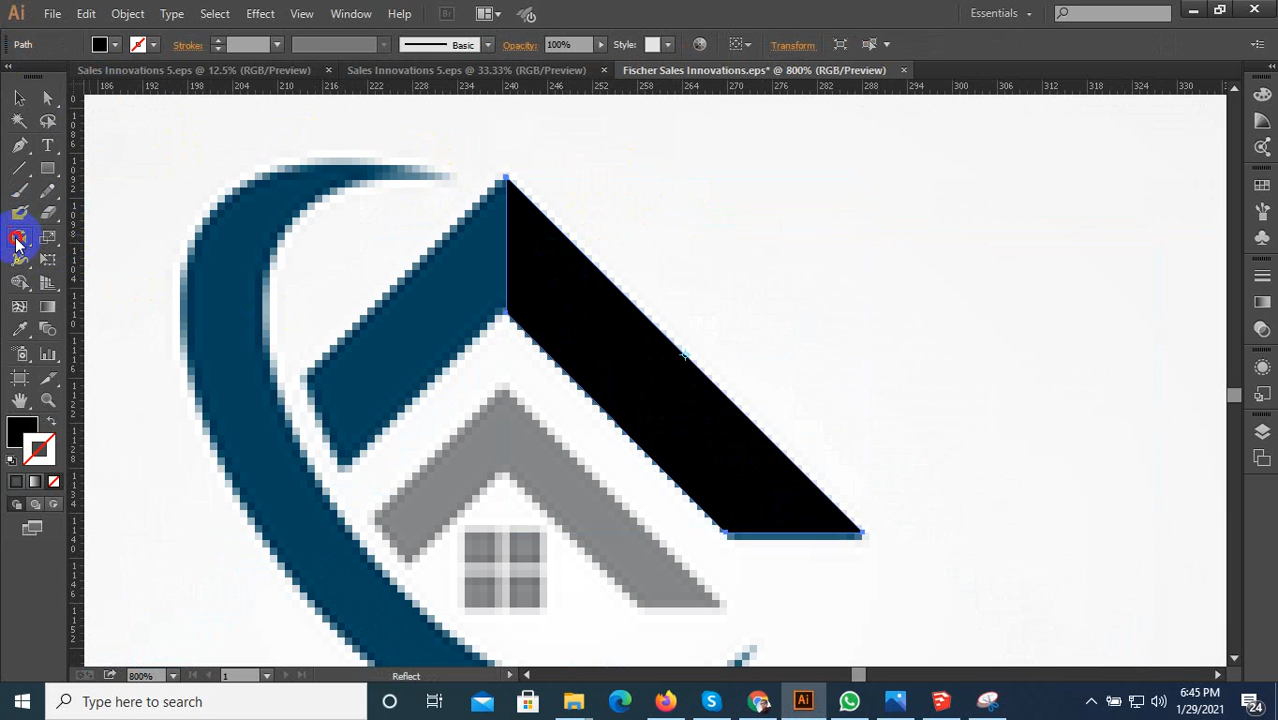 Ai File Edit Object Type Select Effect View Window Help Br Essentials
Path Stroke: Basic Opacity: 100% Style: Transform
Sales Innovations 5.eps @ 12.5% (RGB/Preview) × Sales Innovations 5.eps @ 33.33% (RGB/Preview) × Fischer Sales Innovations.eps* @ 800% (RGB/Preview) ×
186 192 198 204 210 216 222 228 234 240 246 252 258 264 270 276 282 288 294 300 306 312 318 324 330
800% 1 Reflect
Type here to search
6:45 PM
1/29/2021
24